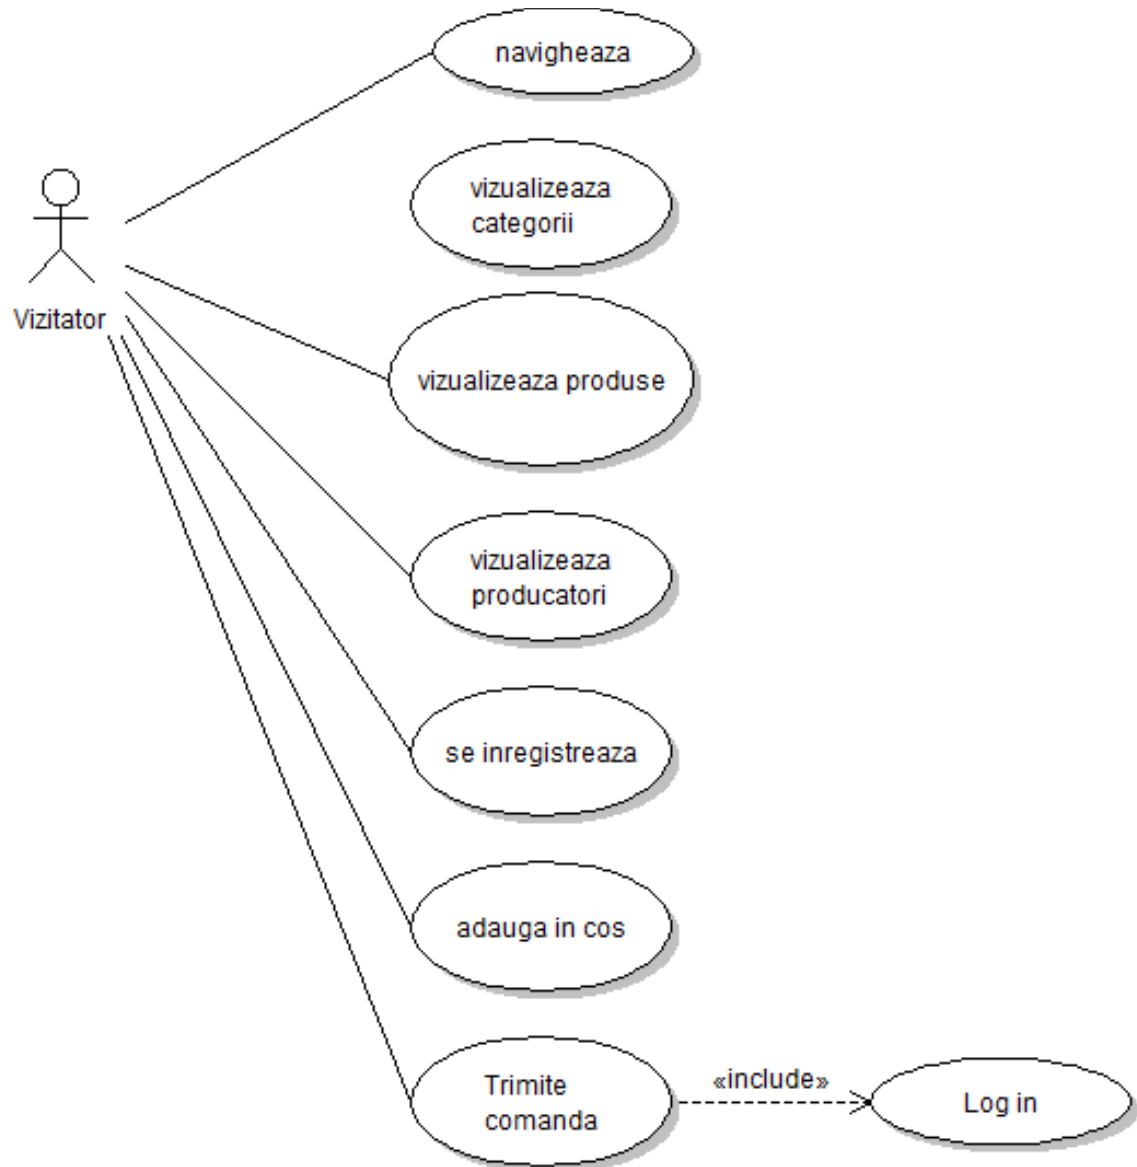 navigheaza
vizualizeaza
categorii
Vizitator
vizualizeaza produse
vizualizeaza
producatori
se inregistreaza
adauga in cos
Trimite
comanda
«include»
Log in